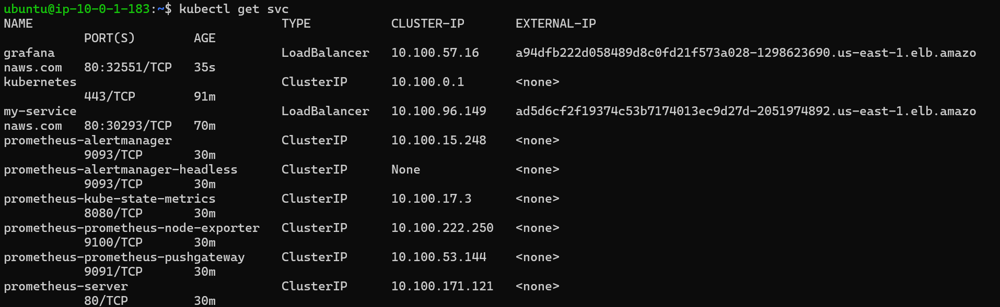 ubuntu@ip-10-0-1-183:~$ kubectl get svc
NAME                                  TYPE           CLUSTER-IP       EXTERNAL-IP
           PORT(S)        AGE
grafana                               LoadBalancer   10.100.57.16     a94dfb222d058489d8c0fd21f573a028-1298623690.us-east-1.elb.amazo
naws.com   80:32551/TCP   35s
kubernetes                            ClusterIP      10.100.0.1       <none>
           443/TCP        91m
my-service                            LoadBalancer   10.100.96.149    ad5d6cf2f19374c53b7174013ec9d27d-2051974892.us-east-1.elb.amazo
naws.com   80:30293/TCP   70m
prometheus-alertmanager               ClusterIP      10.100.15.248    <none>
           9093/TCP       30m
prometheus-alertmanager-headless      ClusterIP      None             <none>
           9093/TCP       30m
prometheus-kube-state-metrics         ClusterIP      10.100.17.3      <none>
           8080/TCP       30m
prometheus-prometheus-node-exporter   ClusterIP      10.100.222.250   <none>
           9100/TCP       30m
prometheus-prometheus-pushgateway     ClusterIP      10.100.53.144    <none>
           9091/TCP       30m
prometheus-server                     ClusterIP      10.100.171.121   <none>
           80/TCP         30m